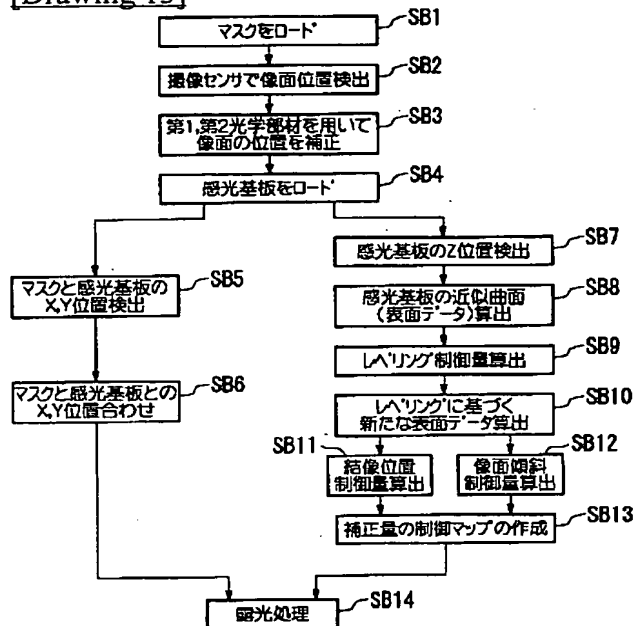 [Drawing 15]
マスクをロード
SB1
撮像センサで像面位置検出
SB2
第1,第2光学部材を用いて
像面の位置を補正
SB3
感光基板をロード
SB4
マスクと感光基板の
X,Y位置検出
SB5
マスクと感光基板との
X,Y位置合わせ
SB6
感光基板のZ位置検出
SB7
感光基板の近似曲面
(表面データ)算出
SB8
レベリング制御量算出
SB9
レベリングに基づく
新たな表面データ算出
SB10
SB11
結像位置
制御量算出
SB12
像面傾斜
制御量算出
補正量の制御マップの作成
SB13
露光処理
SB14